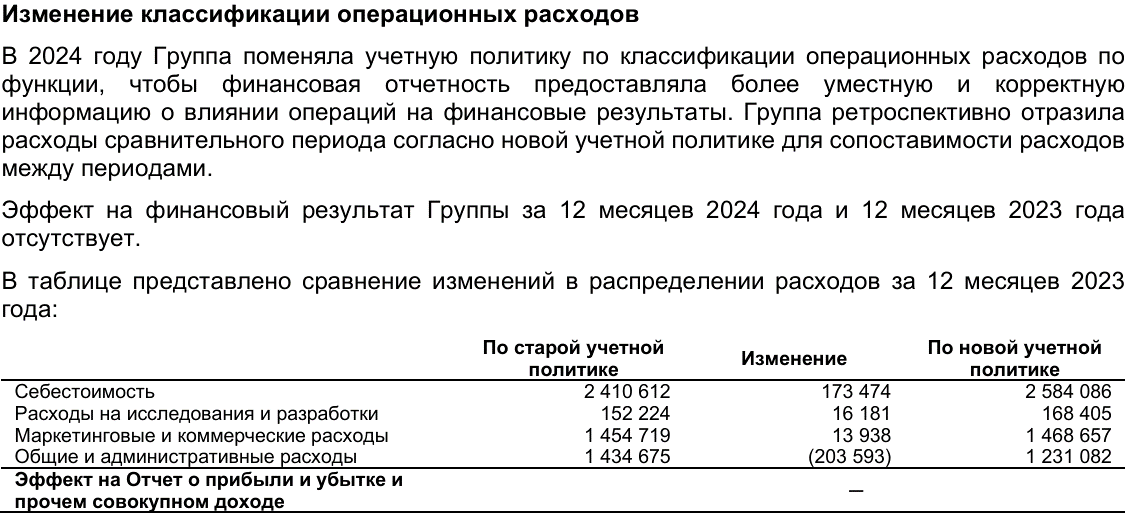 Изменение классификации операционных расходов
В 2024 году Группа поменяла учетную политику по классификации операционных расходов по
функции, чтобы финансовая отчетность предоставляла более уместную и корректную
информацию о влиянии операций на финансовые результаты. Группа ретроспективно отразила
расходы сравнительного периода согласно новой учетной политике для сопоставимости расходов
между периодами.
Эффект на финансовый результат Группы за 12 месяцев 2024 года и 12 месяцев 2023 года
отсутствует.
В таблице представлено сравнение изменений в распределении расходов за 12 месяцев 2023
года:
По старой учетной политике Изменение По новой учетной политике
Себестоимость 2 410 612 173 474 2 584 086
Расходы на исследования и разработки 152 224 16 181 168 405
Маркетинговые и коммерческие расходы 1 454 719 13 938 1 468 657
Общие и административные расходы 1 434 675 (203 593) 1 231 082
Эффект на Отчет о прибыли и убытке и
прочем совокупном доходе —